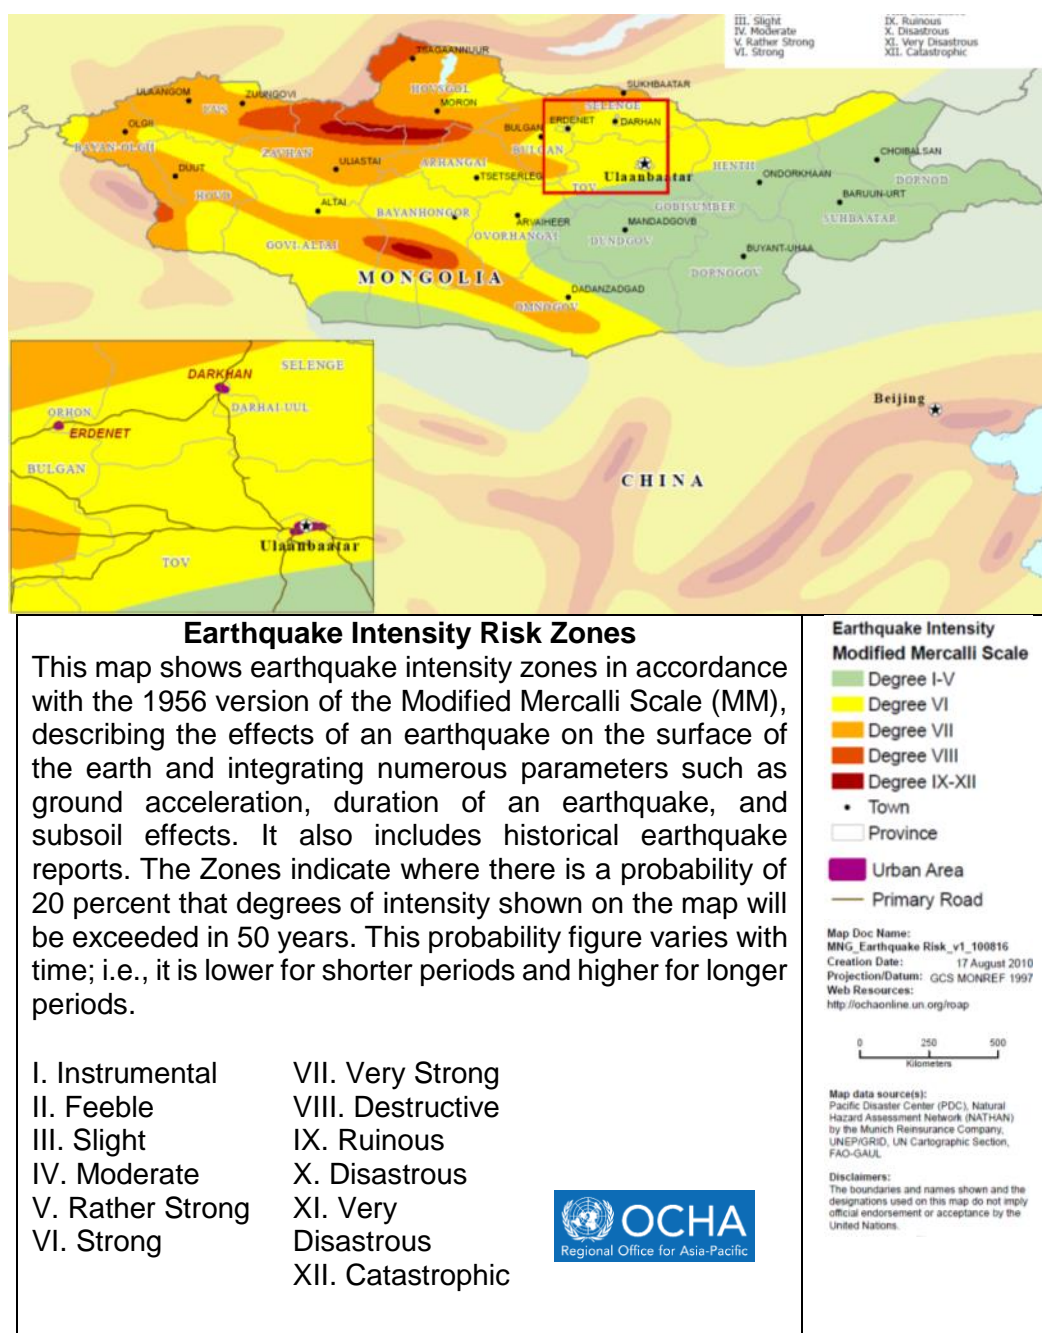 III. Slight
IV. Moderate
V. Rather Strong
VI. Strong
IX. Ruinous
X. Disastrous
XI. Very Disastrous
XII. Catastrophic
TSAGAANNUUR
HOVSGOL
MORON
ULAANGOM
ZUUNGOVI
UVS
OLGII
BAYAN-OLGII
DUUT
HOVD
ZAVHAN
ULIASTAI
ARHANGAI
TSETSERLEG
ALTAI
BAYANHONGOR
ARVAIHEER
OVORHANGAI
GOVI-ALTAI
MONGOLIA
SUKHBAATAR
SELENGE
ERDENET
DARHAN
BULGAN
BULGAN
Ulaanbaatar
TOV
HENTII
ONDORKHAAN
CHOIBALSAN
DORNOD
BARUUN-URT
SUHBAATAR
GOBISUMBER
MANDADGOVB
DUNDGOV
BUYANT-UHAA
DORNOGOV
DADANZADGAD
OMNOGOV
Beijing
CHINA
SELENGE
DARKHAN
DARHAI-UUL
ORHON
ERDENET
BULGAN
Ulaanbaatar
TOV
Earthquake Intensity Risk Zones
This map shows earthquake intensity zones in accordance
with the 1956 version of the Modified Mercalli Scale (MM),
describing the effects of an earthquake on the surface of
the earth and integrating numerous parameters such as
ground acceleration, duration of an earthquake, and
subsoil effects. It also includes historical earthquake
reports. The Zones indicate where there is a probability of
20 percent that degrees of intensity shown on the map will
be exceeded in 50 years. This probability figure varies with
time; i.e., it is lower for shorter periods and higher for longer
periods.
I. Instrumental
II. Feeble
III. Slight
IV. Moderate
V. Rather Strong
VI. Strong
VII. Very Strong
VIII. Destructive
IX. Ruinous
X. Disastrous
XI. Very
Disastrous
XII. Catastrophic
OCHA
Regional Office for Asia-Pacific
Earthquake Intensity
Modified Mercalli Scale
Degree I-V
Degree VI
Degree VII
Degree VIII
Degree IX-XII
Town
Province
Urban Area
Primary Road
Map Doc Name:
MNG_Earthquake Risk_v1_100816
Creation Date: 17 August 2010
Projection/Datum: GCS MONREF 1997
Web Resources:
http://ochaonline.un.org/roap
0 250 500
Kilometers
Map data source(s):
Pacific Disaster Center (PDC), Natural
Hazard Assessment Network (NATHAN)
by the Munich Reinsurance Company,
UNEP/GRID, UN Cartographic Section,
FAO-GAUL
Disclaimers:
The boundaries and names shown and the
designations used on this map do not imply
official endorsement or acceptance by the
United Nations.